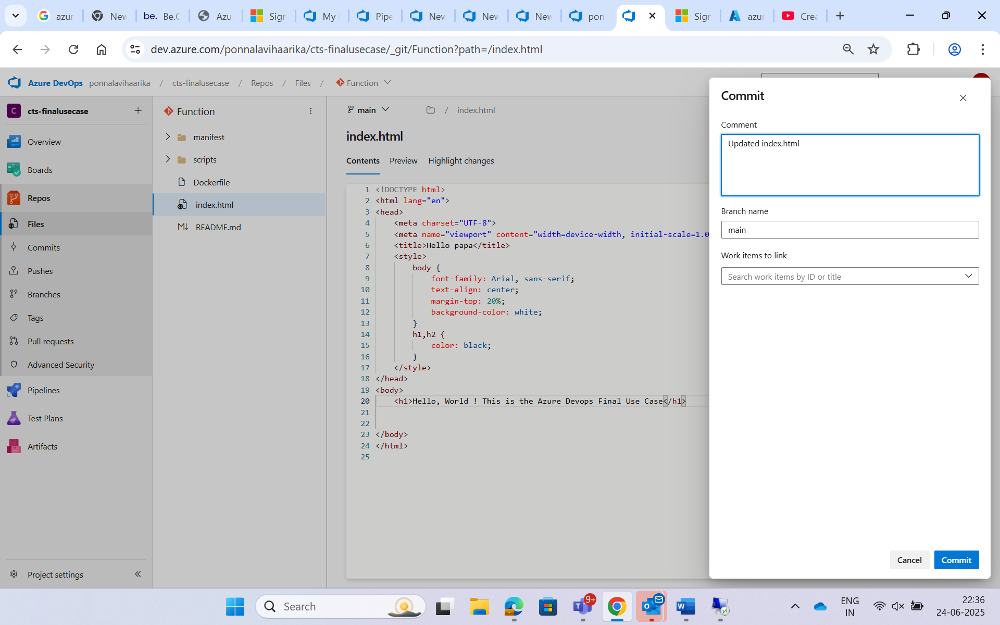 azur
New
be. Be.C
Azu
Sign
My
Pipe
New
New
New
pon
Sign
azur
Crea
dev.azure.com/ponnalavihaarika/cts-finalusecase/_git/Function?path=/index.html
Azure DevOps ponnalavihaarika / cts-finalusecase / Repos / Files / Function
C cts-finalusecase
Overview
Boards
Repos
Files
Commits
Pushes
Branches
Tags
Pull requests
Advanced Security
Pipelines
Test Plans
Artifacts
Project settings
Function
manifest
scripts
Dockerfile
index.html
README.md
main / index.html
index.html
Contents Preview Highlight changes
1 <!DOCTYPE html>
2 <html lang="en">
3 <head>
4 <meta charset="UTF-8">
5 <meta name="viewport" content="width=device-width, initial-scale=1.0
6 <title>Hello papa</title>
7 <style>
8 body {
9 font-family: Arial, sans-serif;
10 text-align: center;
11 margin-top: 20%;
12 background-color: white;
13 }
14 h1,h2 {
15 color: black;
16 }
17 </style>
18 </head>
19 <body>
20 <h1>Hello, World ! This is the Azure Devops Final Use Case</h1>
21
22
23 </body>
24 </html>
25
Commit
Comment
Updated index.html
Branch name
main
Work items to link
Search work items by ID or title
Cancel Commit
Search
9+
ENG
IN
22:36
24-06-2025